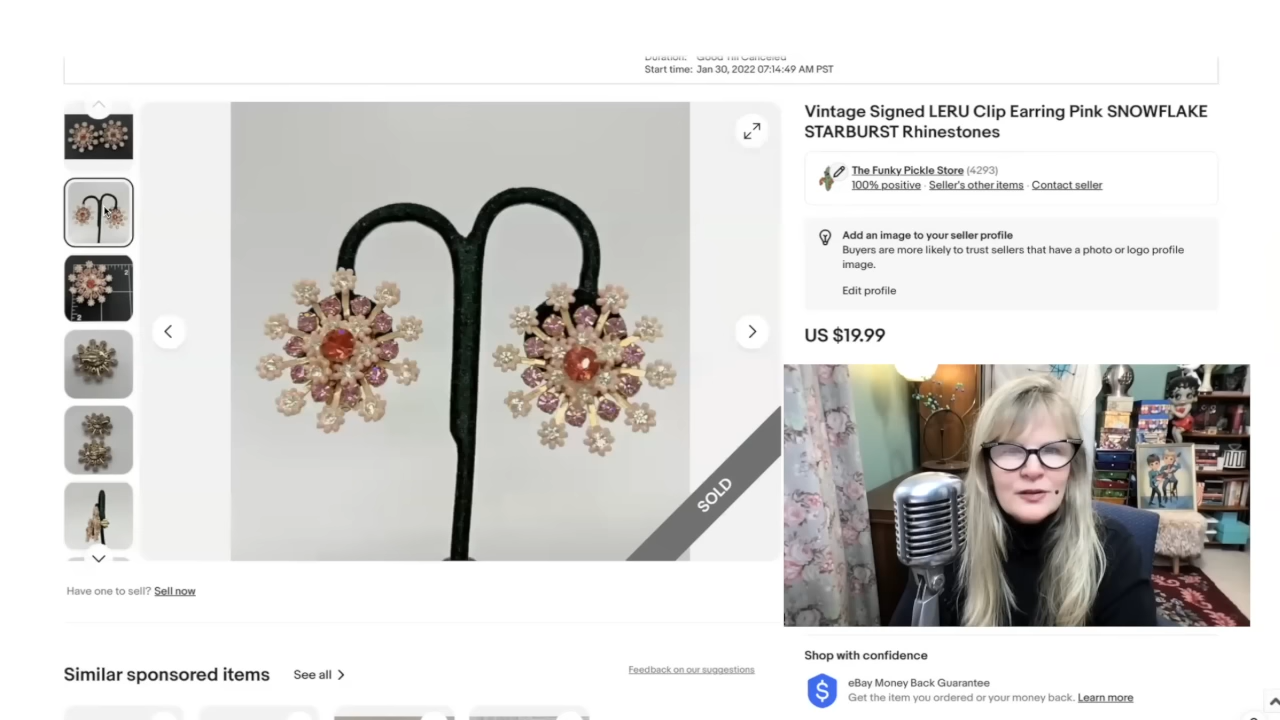 Duration: Good 'Till Canceled
Start time: Jan 30, 2022 07:14:49 AM PST
Vintage Signed LERU Clip Earring Pink SNOWFLAKE
STARBURST Rhinestones
The Funky Pickle Store (4293)
100% positive · Seller's other items · Contact seller
Add an image to your seller profile
Buyers are more likely to trust sellers that have a photo or logo profile
image.
Edit profile
US $19.99
SOLD
Have one to sell? Sell now
Similar sponsored items See all
Feedback on our suggestions
Shop with confidence
eBay Money Back Guarantee
Get the item you ordered or your money back. Learn more